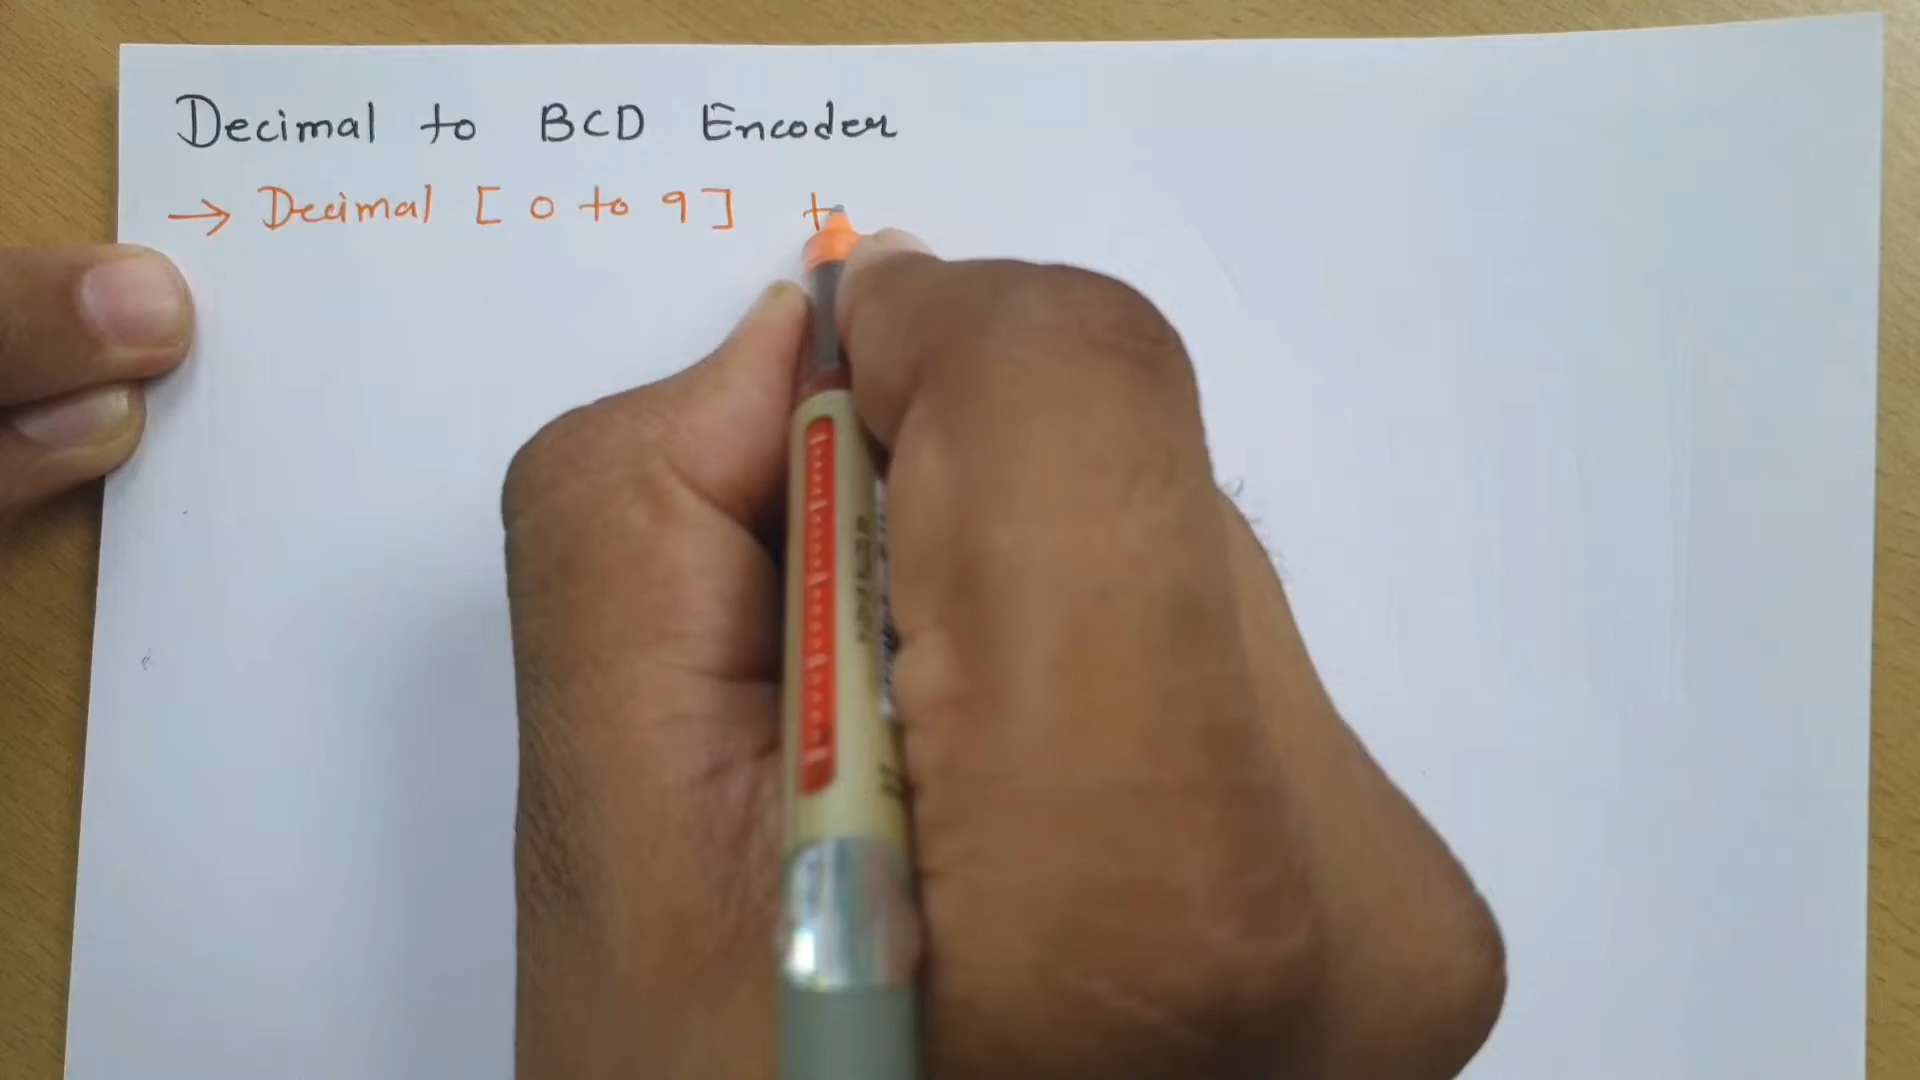 Decimal to BCD Encoder
→ Decimal [ 0 to 9 ] t